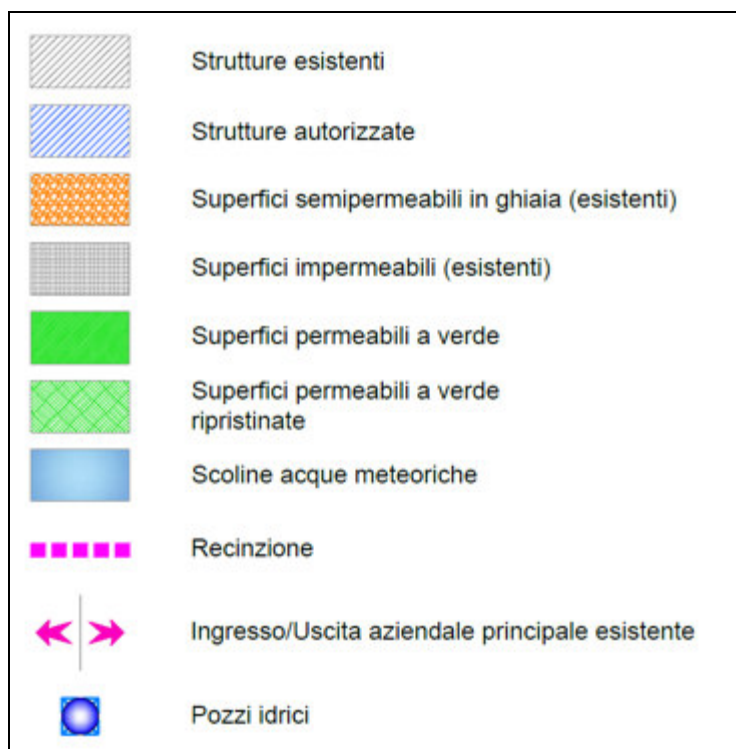 Strutture esistenti
Strutture autorizzate
Superfici semipermeabili in ghiaia (esistenti)
Superfici impermeabili (esistenti)
Superfici permeabili a verde
Superfici permeabili a verde
ripristinate
Scoline acque meteoriche
Recinzione
Ingresso/Uscita aziendale principale esistente
Pozzi idrici